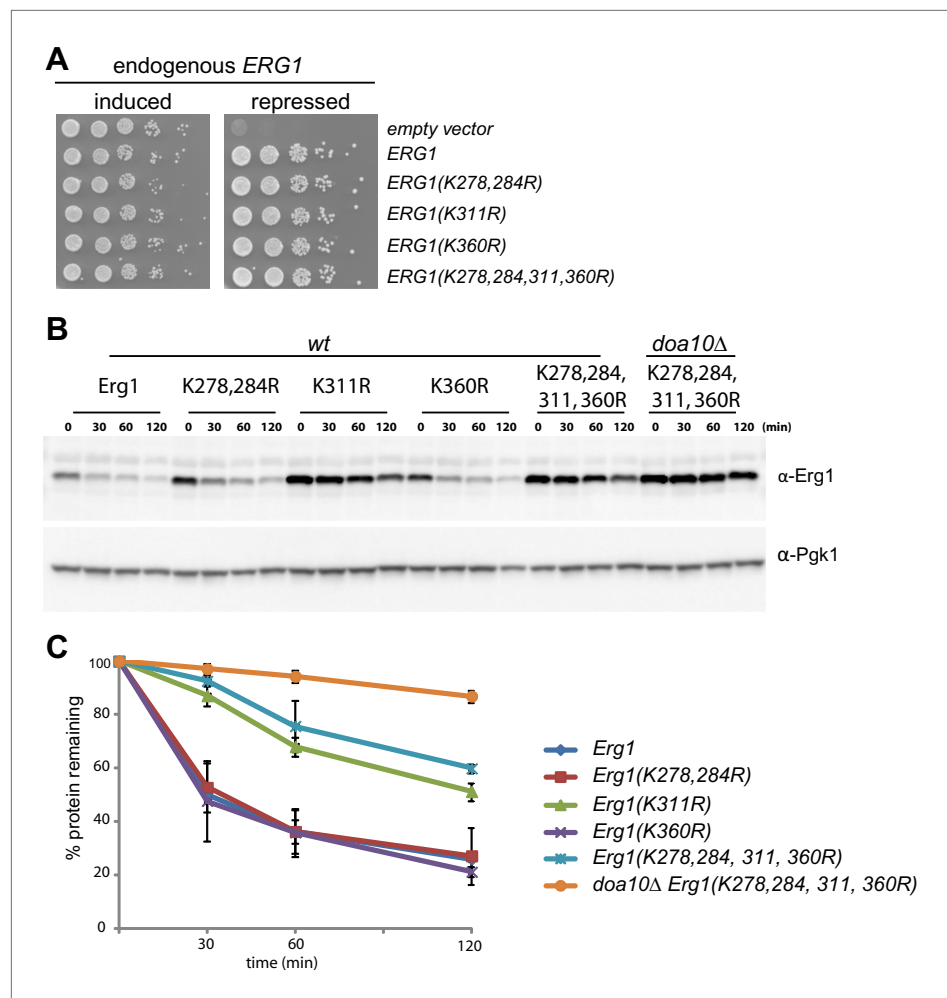 A
endogenous ERG1
induced repressed
empty vector
ERG1
ERG1(K278,284R)
ERG1(K311R)
ERG1(K360R)
ERG1(K278,284,311,360R)
B
wt doa10Δ
Erg1 K278,284R K311R K360R K278,284, 311,360R K278,284, 311,360R
0 30 60 120 0 30 60 120 0 30 60 120 0 30 60 120 0 30 60 120 0 30 60 120 (min)
α-Erg1
α-Pgk1
C
% protein remaining
100
80
60
40
20
0
30 60 120
time (min)
Erg1
Erg1(K278,284R)
Erg1(K311R)
Erg1(K360R)
Erg1(K278,284, 311, 360R)
doa10Δ Erg1(K278,284, 311, 360R)